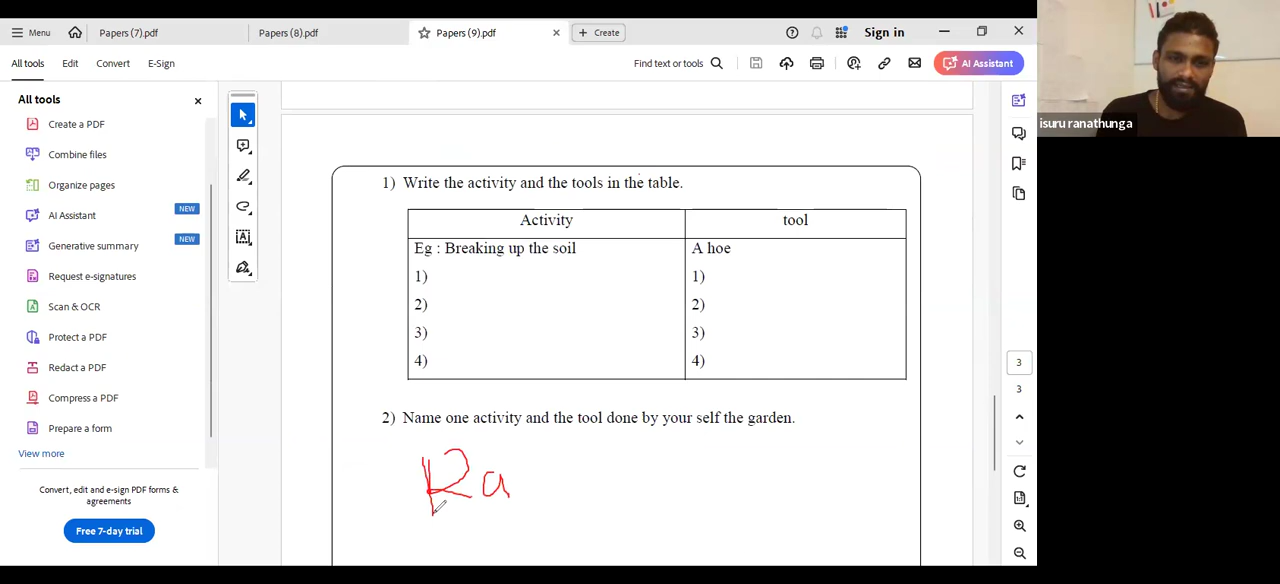 Menu
Papers (7).pdf
Papers (8).pdf
Papers (9).pdf
Create
Sign in
All tools
Edit
Convert
E-Sign
Find text or tools
AI Assistant
All tools
Create a PDF
Combine files
Organize pages
AI Assistant
NEW
Generative summary
NEW
Request e-signatures
Scan & OCR
Protect a PDF
Redact a PDF
Compress a PDF
Prepare a form
View more
Convert, edit and e-sign PDF forms &
agreements
Free 7-day trial
1) Write the activity and the tools in the table.
Activity tool
Eg : Breaking up the soil A hoe
1) 1)
2) 2)
3) 3)
4) 4)
2) Name one activity and the tool done by your self the garden.
Ra
3
3
isuru ranathunga